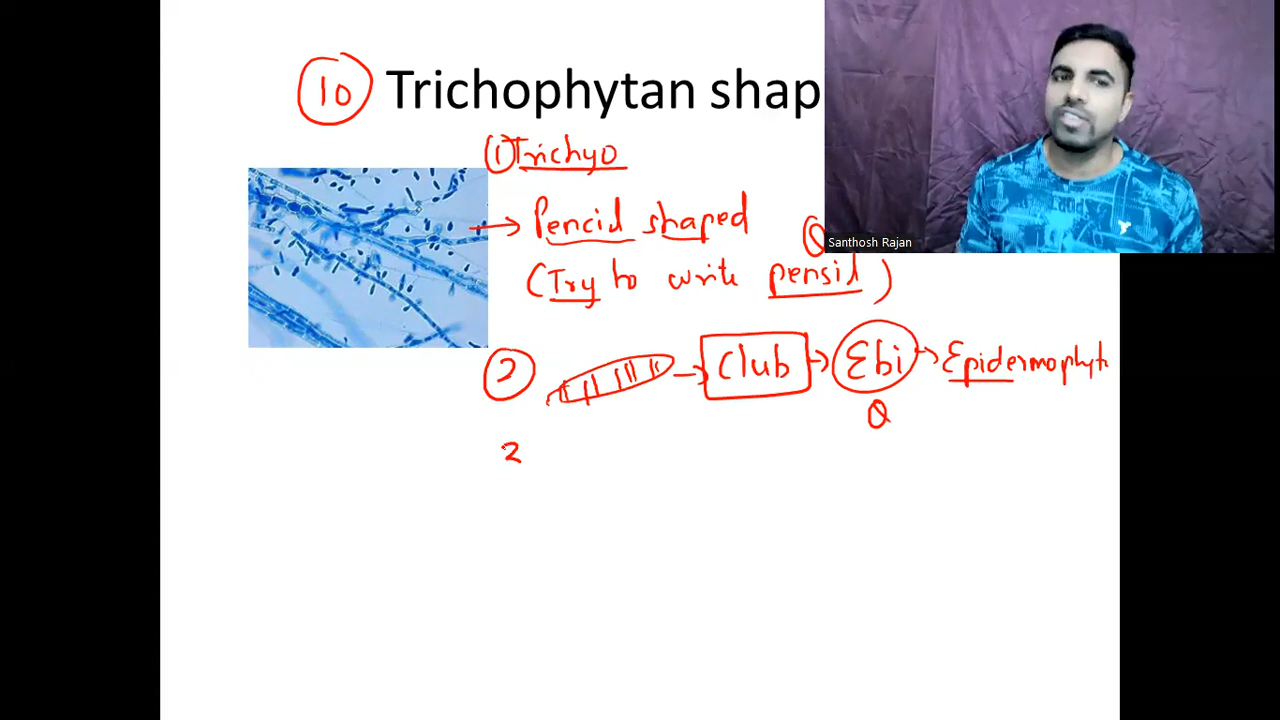 10 Trichophytan shap
① Trichyo
→ Pencil shaped
(Try to write pensil)
Q
Santhosh Rajan
② → Club → Ebi → Epidermophyt
Q
2